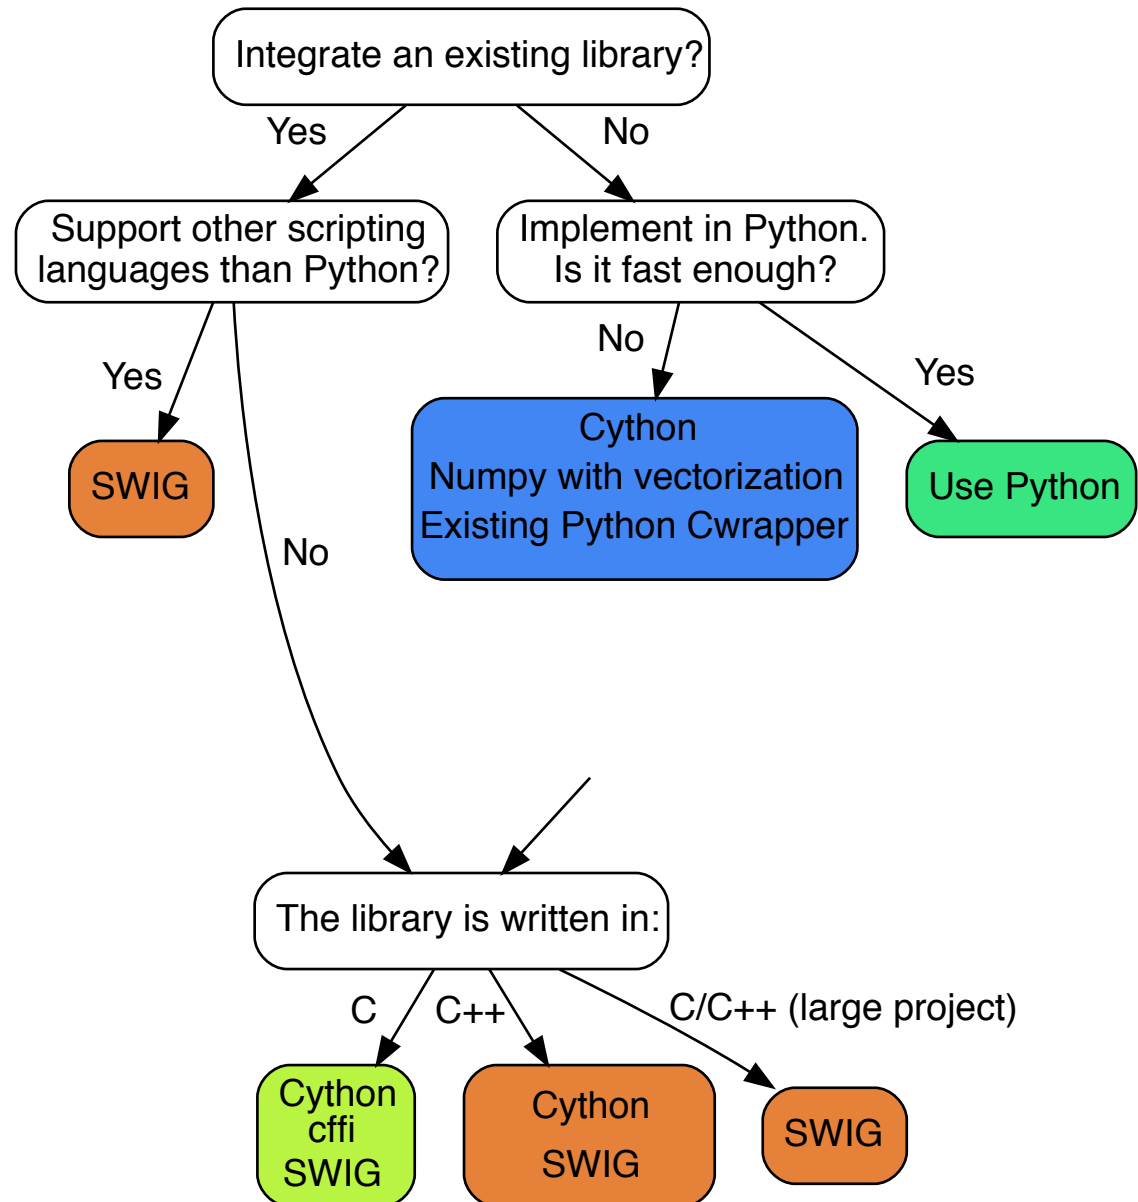 Integrate an existing library?
Yes
No
Support other scripting
languages than Python?
Implement in Python.
Is it fast enough?
Yes
No
No
Yes
SWIG
Cython
Numpy with vectorization
Existing Python Cwrapper
Use Python
The library is written in:
C
C++
C/C++ (large project)
Cython
cffi
SWIG
Cython
SWIG
SWIG